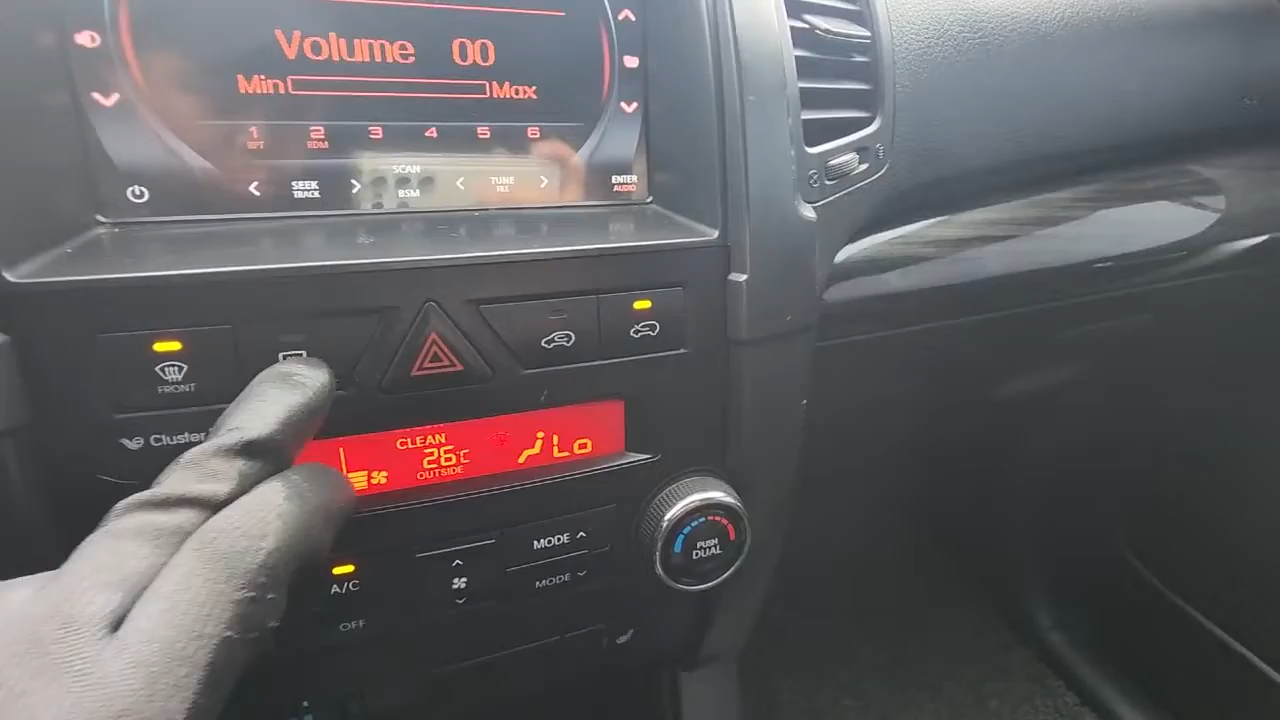 Volume 00
Min Max
1 2 3 4 5 6
RPT RDM
SCAN
SEEK
TRACK
BSM
TUNE
FILE
ENTER
AUDIO
FRONT
Cluster
CLEAN
26°C
OUTSIDE
Lo
MODE
MODE
A/C
OFF
PUSH
DUAL